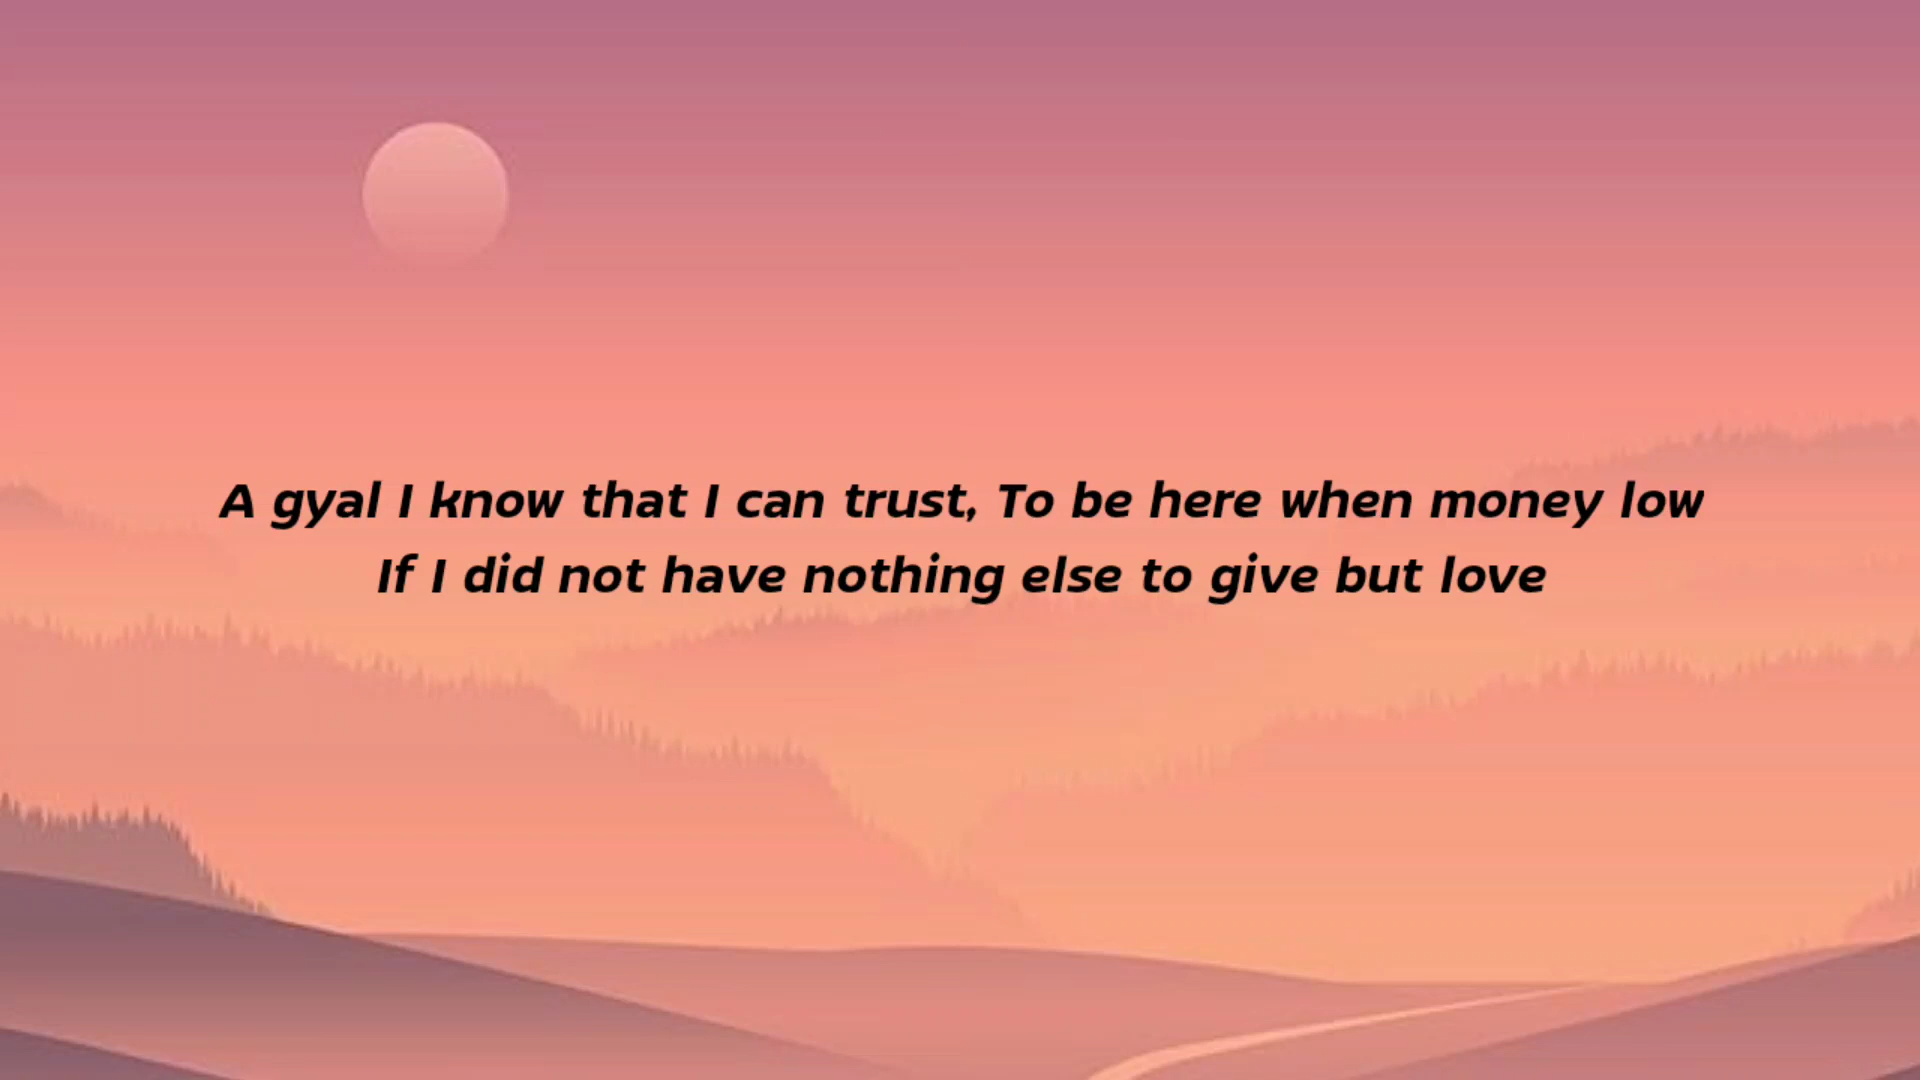 A gyal I know that I can trust, To be here when money low
If I did not have nothing else to give but love